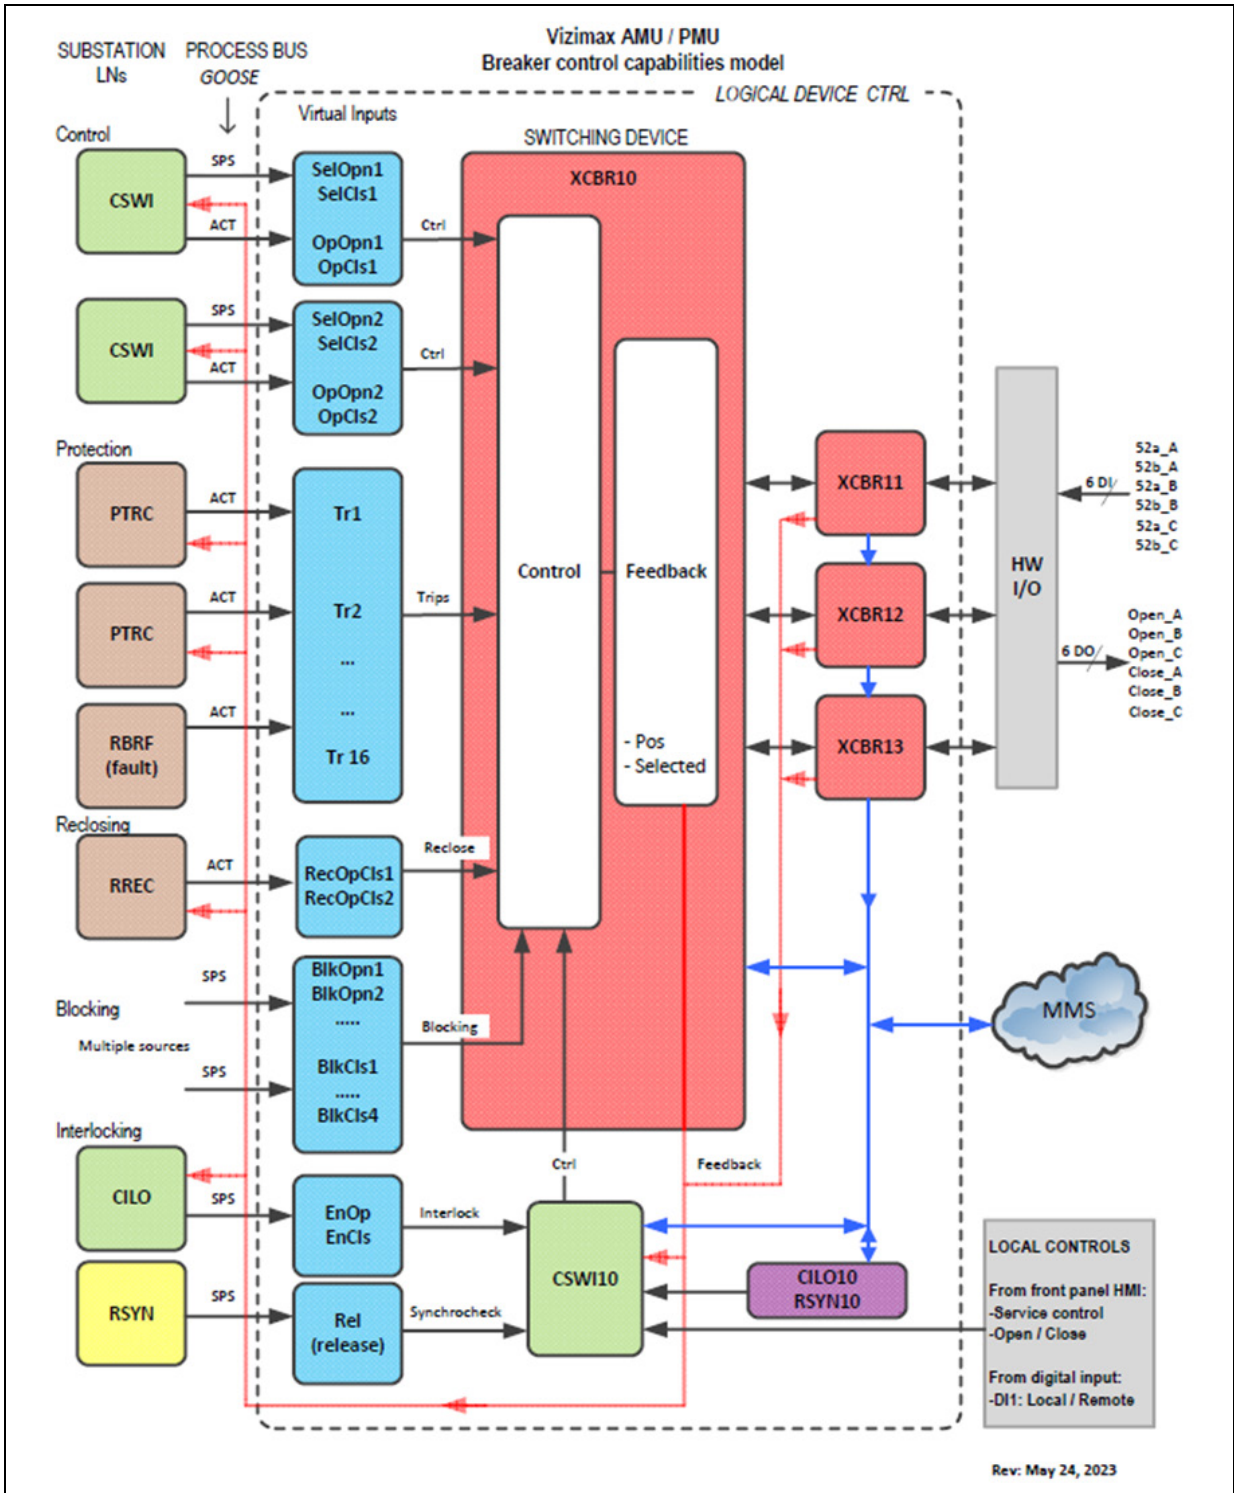 Vizimax AMU / PMU
Breaker control capabilities model
SUBSTATION
LNs
PROCESS BUS
GOOSE
LOGICAL DEVICE CTRL
Virtual Inputs
SWITCHING DEVICE
XCBR10
Control
CSWI
SPS
ACT
SelOpn1
SelCls1
OpOpn1
OpCls1
Ctrl
CSWI
SPS
ACT
SelOpn2
SelCls2
OpOpn2
OpCls2
Ctrl
Protection
PTRC
ACT
Tr1
PTRC
ACT
Tr2
...
...
Tr 16
Trips
RBRF
(fault)
ACT
Control
Feedback
- Pos
- Selected
XCBR11
XCBR12
XCBR13
HW
I/O
6 DI
52a_A
52b_A
52a_B
52b_B
52a_C
52b_C
6 DO
Open_A
Open_B
Open_C
Close_A
Close_B
Close_C
Reclosing
RREC
ACT
RecOpCls1
RecOpCls2
Reclose
Blocking
Multiple sources
SPS
SPS
BlkOpn1
BlkOpn2
.....
BlkCls1
.....
BlkCls4
Blocking
MMS
Interlocking
CILO
SPS
EnOp
EnCls
Interlock
Ctrl
Feedback
RSYN
SPS
Rel
(release)
Synchrocheck
CSWI10
CILO10
RSYN10
LOCAL CONTROLS
From front panel HMI:
-Service control
-Open / Close
From digital input:
-DI1: Local / Remote
Rev: May 24, 2023